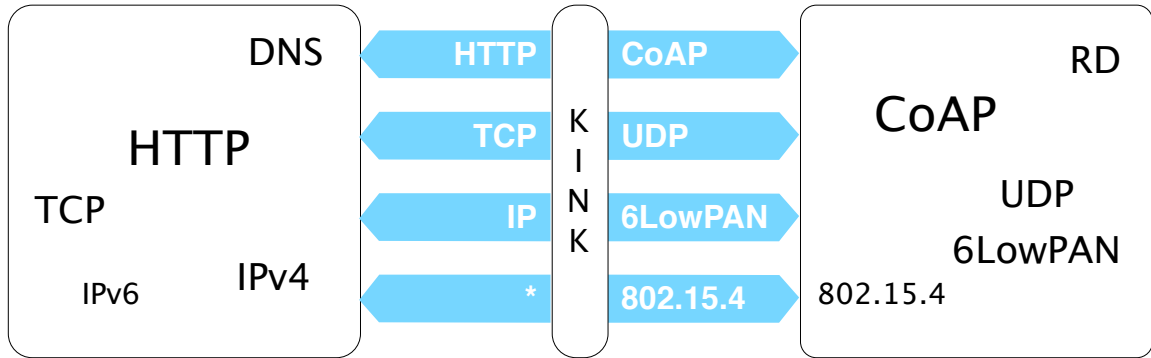 DNS
HTTP
TCP
IPv6
IPv4
HTTP
TCP
IP
*
K
I
N
K
CoAP
UDP
6LowPAN
802.15.4
RD
CoAP
UDP
6LowPAN
802.15.4